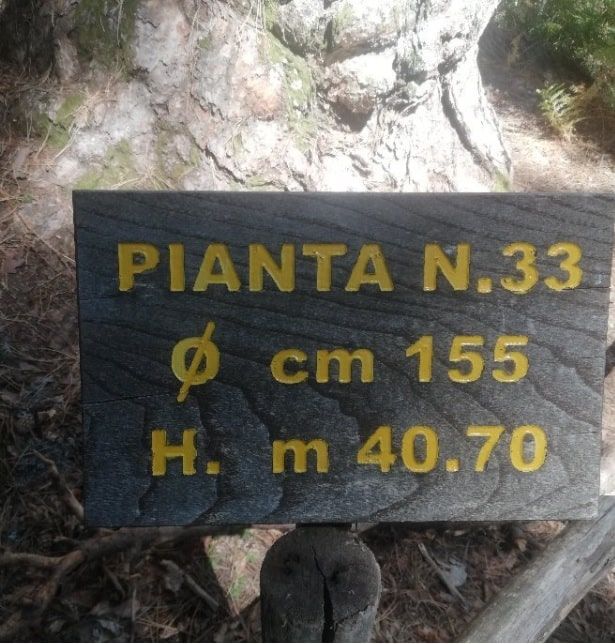 PIANTA N.33
Ø cm 155
H. m 40.70